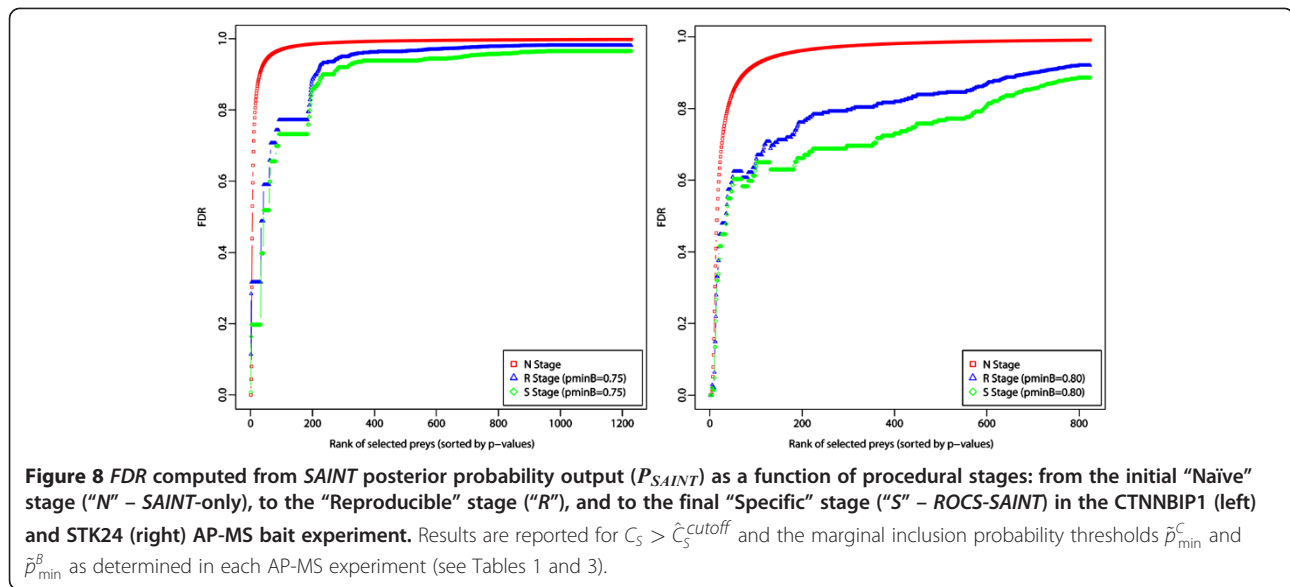 1.0
0.8
0.6
0.4
0.2
0.0
FDR
0 200 400 600 800 1000 1200
Rank of selected preys (sorted by p-values)
N Stage
R Stage (pminB=0.75)
S Stage (pminB=0.75)
1.0
0.8
0.6
0.4
0.2
0.0
FDR
0 200 400 600 800
Rank of selected preys (sorted by p-values)
N Stage
R Stage (pminB=0.80)
S Stage (pminB=0.80)
Figure 8 FDR computed from SAINT posterior probability output (P_SAINT) as a function of procedural stages: from the initial “Naïve”
stage (“N” – SAINT-only), to the “Reproducible” stage (“R”), and to the final “Specific” stage (“S” – ROCS-SAINT) in the CTNNBIP1 (left)
and STK24 (right) AP-MS bait experiment. Results are reported for C_S > Ĉ_S^cutoff and the marginal inclusion probability thresholds p̃_min^C and
p̃_min^B as determined in each AP-MS experiment (see Tables 1 and 3).